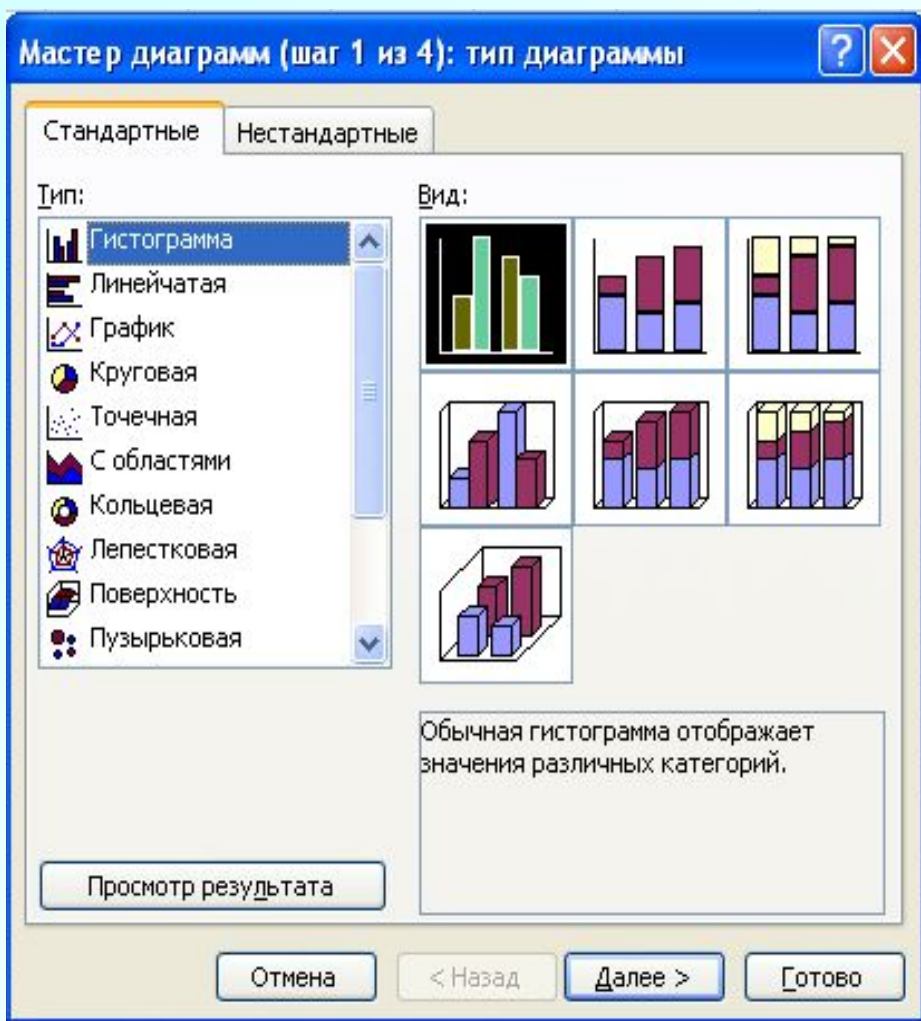 Мастер диаграмм (шаг 1 из 4): тип диаграммы
Стандартные
Нестандартные
Тип:
Вид:
Гистограмма
Линейчатая
График
Круговая
Точечная
С областями
Кольцевая
Лепестковая
Поверхность
Пузырьковая
Обычная гистограмма отображает
значения различных категорий.
Просмотр результата
Отмена
< Назад
Далее >
Готово